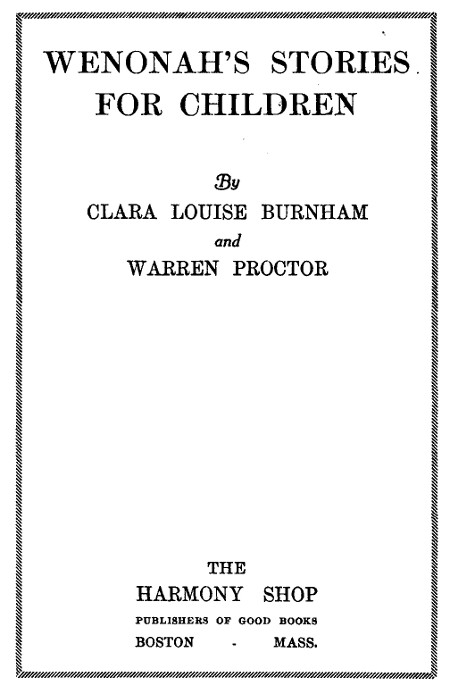 WENONAH'S STORIES
FOR CHILDREN
By
CLARA LOUISE BURNHAM
and
WARREN PROCTOR
THE
HARMONY SHOP
PUBLISHERS OF GOOD BOOKS
BOSTON - MASS.